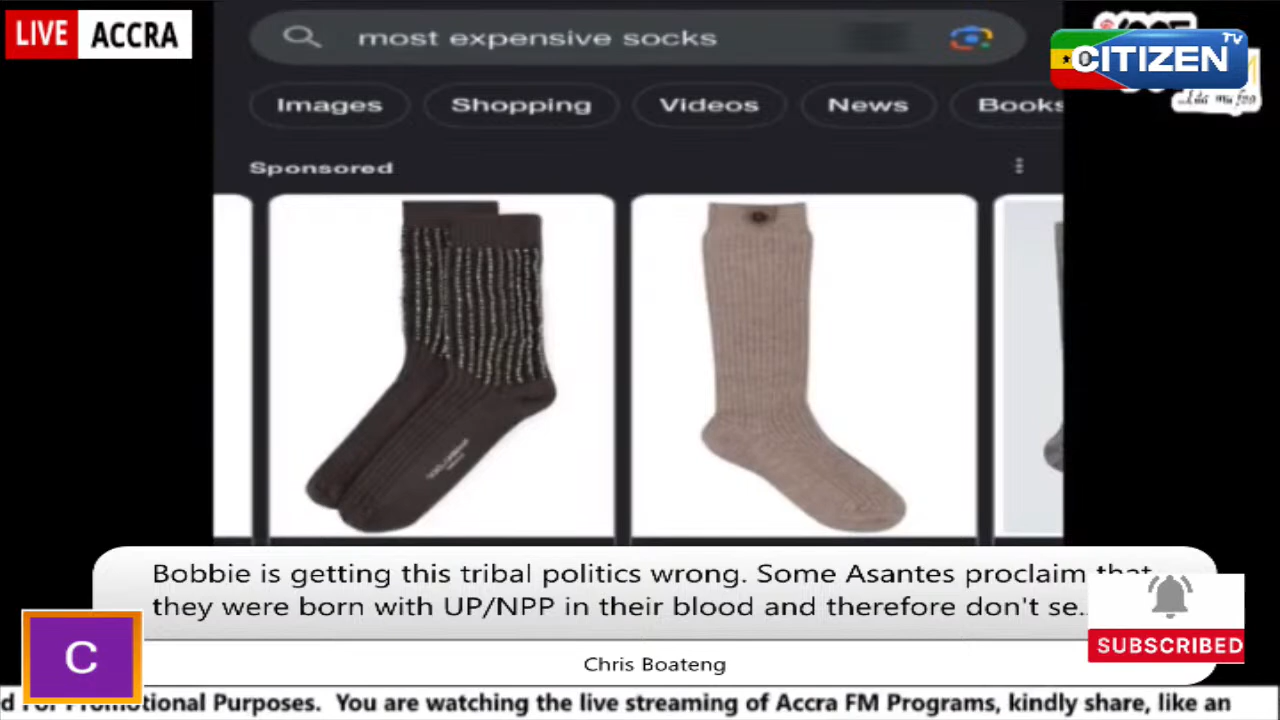 LIVE ACCRA
most expensive socks
CITIZEN TV
Images Shopping Videos News Books
Sponsored
Bobbie is getting this tribal politics wrong. Some Asantes proclaim that
they were born with UP/NPP in their blood and therefore don't se..
SUBSCRIBED
C
Chris Boateng
Purposes. You are watching the live streaming of Accra FM Programs, kindly share, like an